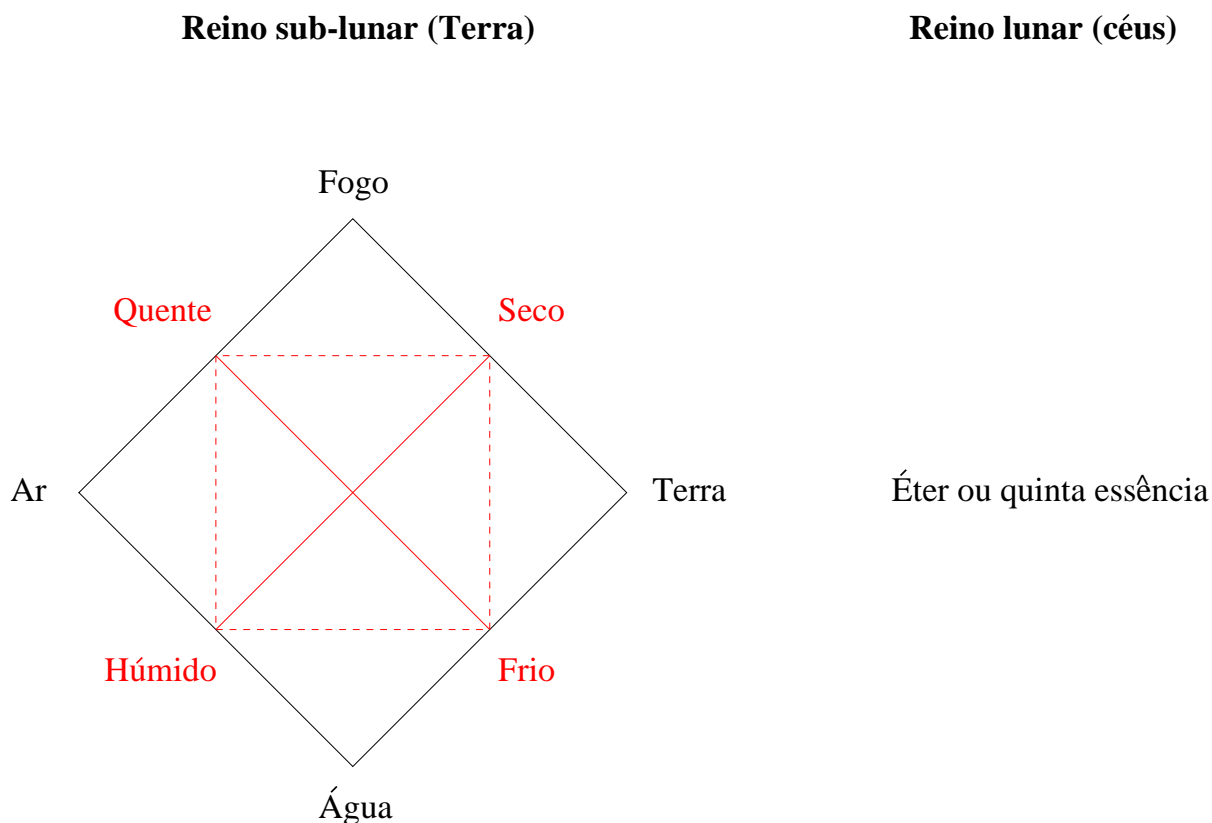 Reino sub-lunar (Terra)
Reino lunar (céus)
Fogo
Quente
Seco
Ar
Terra
Éter ou quinta essência
Húmido
Frio
Água